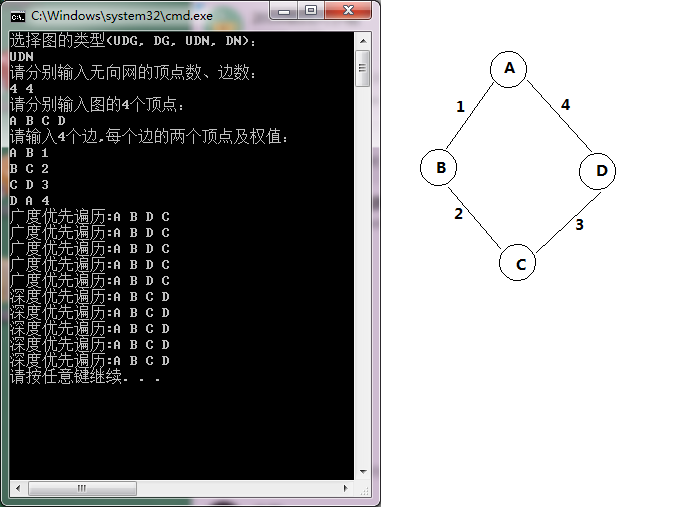 C:\Windows\system32\cmd.exe
选择图的类型(UDG, DG, UDN, DN):
UDN
请分别输入无向网的顶点数、边数:
4 4
请分别输入图的4个顶点:
A B C D
请输入4个边,每个边的两个顶点及权值:
A B 1
B C 2
C D 3
D A 4
广度优先遍历:A B D C
广度优先遍历:A B D C
广度优先遍历:A B D C
广度优先遍历:A B D C
广度优先遍历:A B D C
深度优先遍历:A B C D
深度优先遍历:A B C D
深度优先遍历:A B C D
深度优先遍历:A B C D
深度优先遍历:A B C D
请按任意键继续. . .
A
1
4
B
D
2
3
C